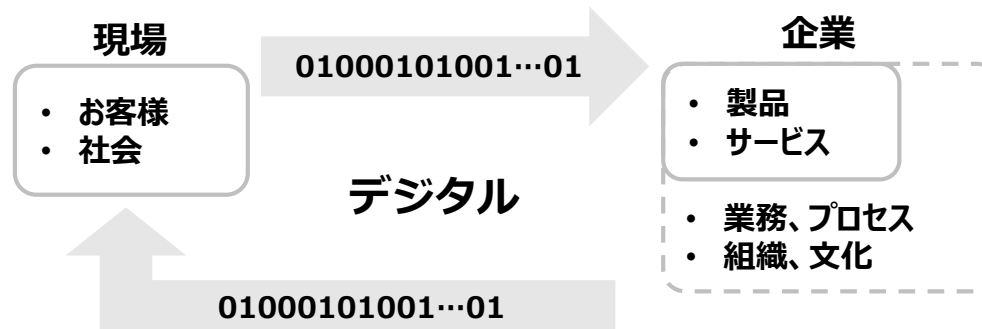 現場
01000101001…01
企業
• お客様
• 社会
• 製品
• サービス
デジタル
• 業務、プロセス
• 組織、文化
01000101001…01